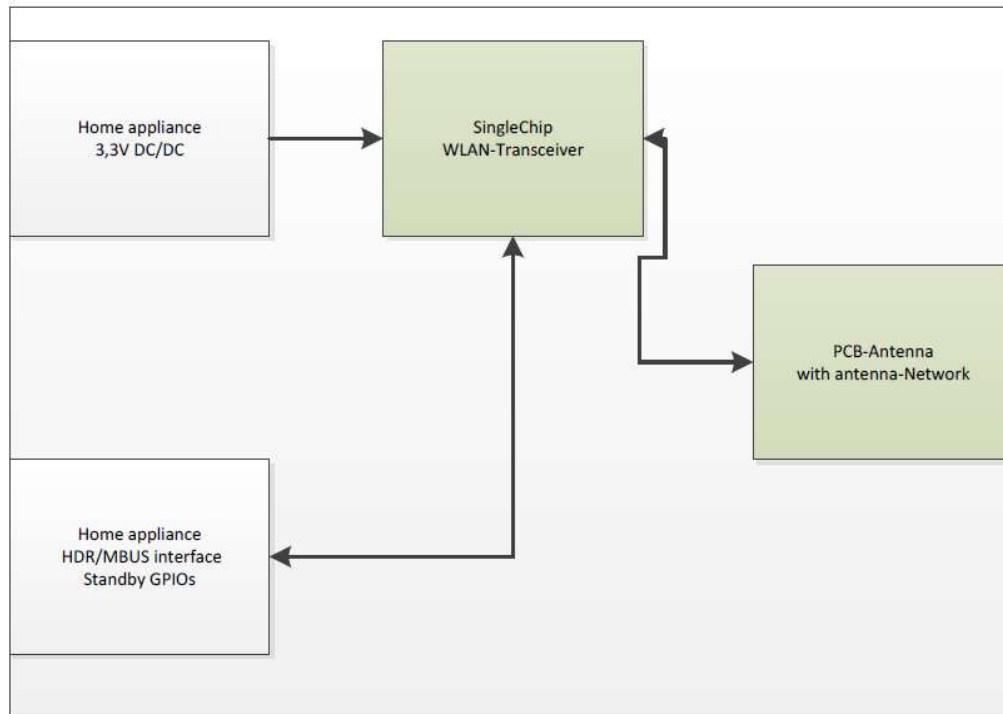 Home appliance
3,3V DC/DC
SingleChip
WLAN-Transceiver
PCB-Antenna
with antenna-Network
Home appliance
HDR/MBUS interface
Standby GPIOs